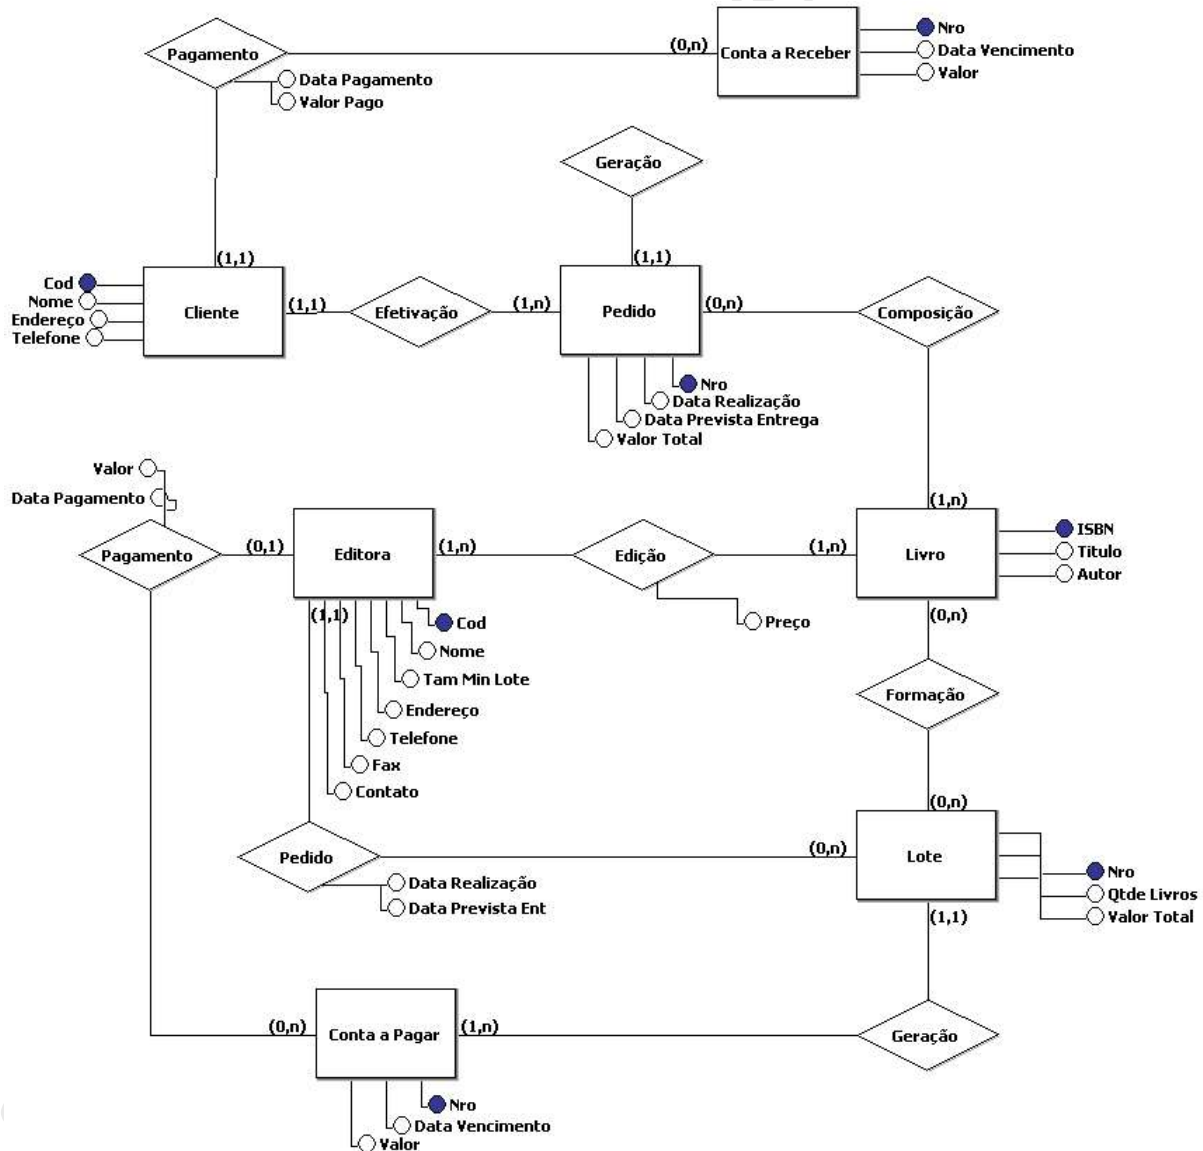 Nro
(0,n)
Pagamento
Conta a Receber
Data Vencimento
Valor
Data Pagamento
Valor Pago
Geração
(1,1)
(1,1)
Cod
Nome
Endereço
Telefone
Cliente
(1,1)
Efetivação
(1,n)
Pedido
(0,n)
Composição
Nro
Data Realização
Data Prevista Entrega
Valor Total
Valor
Data Pagamento
(1,n)
Pagamento
(0,1)
Editora
(1,n)
Edição
(1,n)
Livro
ISBN
Titulo
Autor
(1,1)
(0,n)
Cod
Preço
Nome
Tam Min Lote
Formação
Endereço
Telefone
Fax
Contato
(0,n)
Pedido
(0,n)
Lote
Data Realização
Data Prevista Ent
Nro
Qtde Livros
Valor Total
(1,1)
(0,n)
Conta a Pagar
(1,n)
Geração
Nro
Data Vencimento
Valor